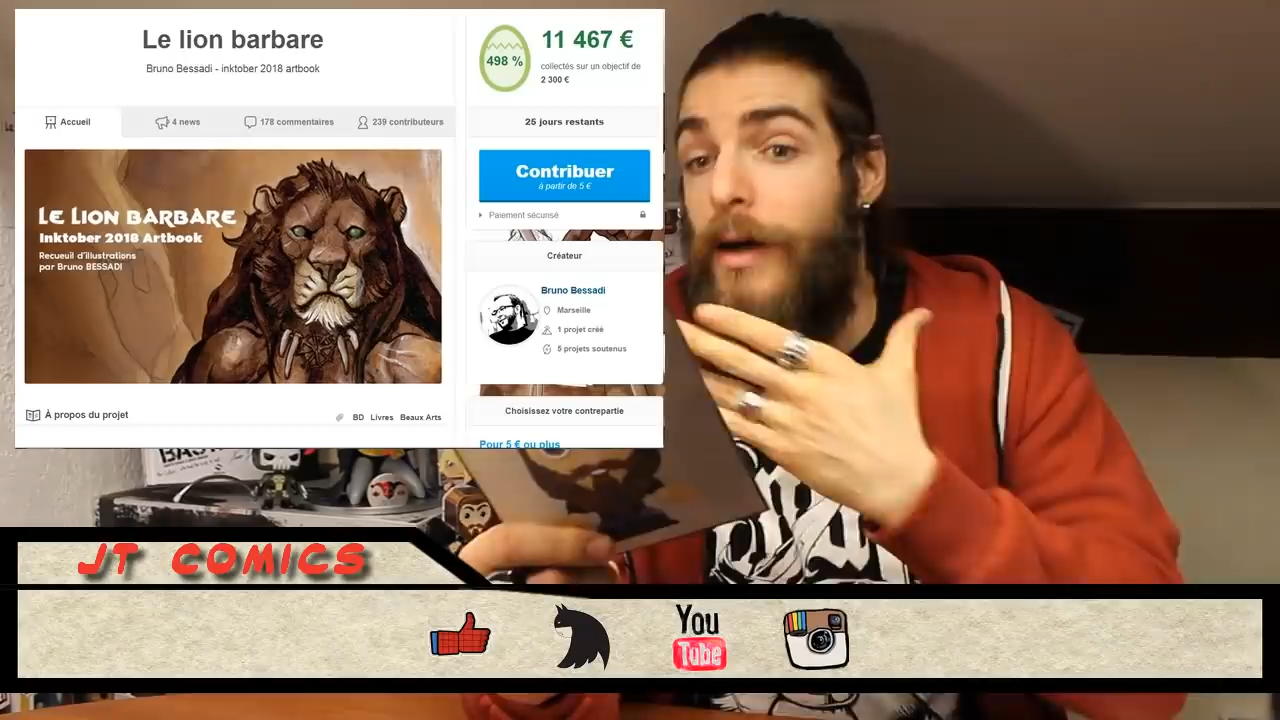 Le lion barbare
Bruno Bessadi - inktober 2018 artbook
Accueil
4 news
178 commentaires
239 contributeurs
LE LION BARBARE
Inktober 2018 Artbook
Recueil d'illustrations
par Bruno BESSADI
À propos du projet
BD Livres Beaux Arts
498 %
11 467 €
collectés sur un objectif de
2 300 €
25 jours restants
Contribuer
à partir de 5 €
Paiement sécurisé
Créateur
Bruno Bessadi
Marseille
1 projet créé
5 projets soutenus
Choisissez votre contrepartie
Pour 5 € ou plus
JT COMICS
You
Tube